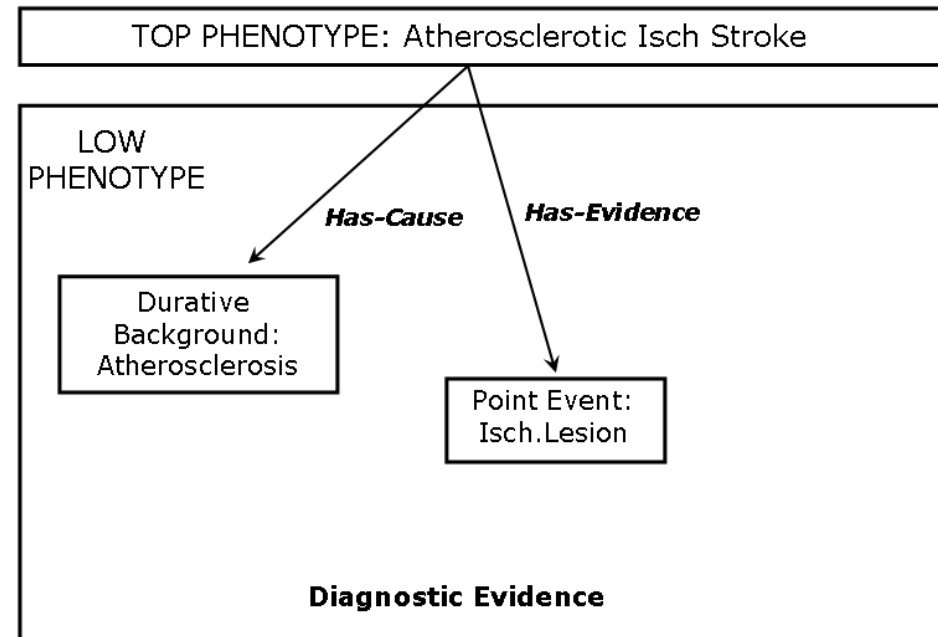 TOP PHENOTYPE: Atherosclerotic Isch Stroke
LOW
PHENOTYPE
Has-Cause
Has-Evidence
Durative
Background:
Atherosclerosis
Point Event:
Isch.Lesion
Diagnostic Evidence